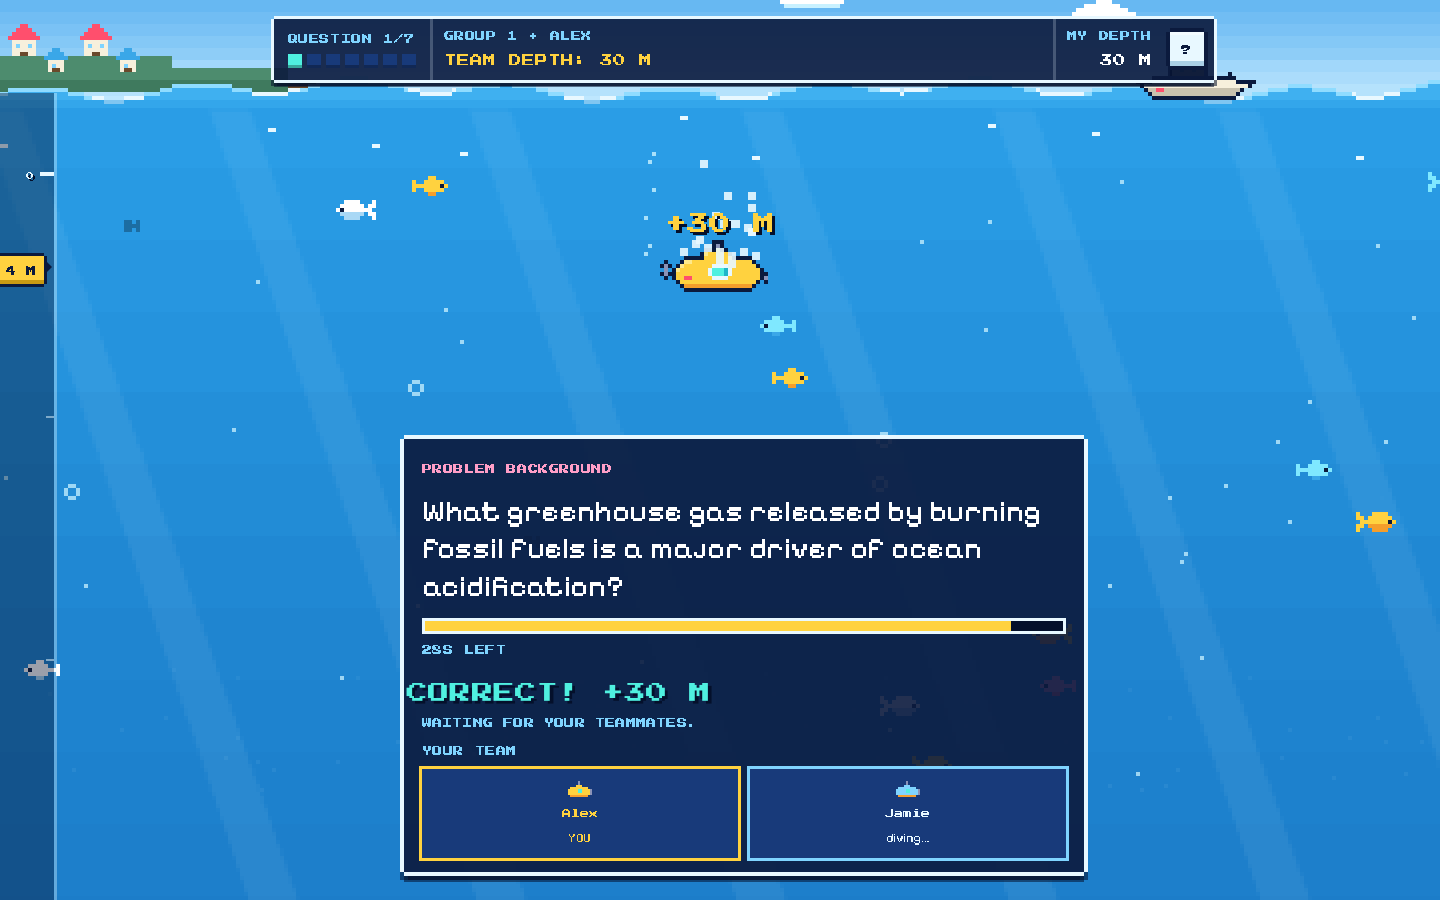 QUESTION 1/7
GROUP 1 + ALEX
TEAM DEPTH: 30 M
MY DEPTH
30 M
?
0
4 M
+30 M
PROBLEM BACKGROUND
What greenhouse gas released by burning
fossil fuels is a major driver of ocean
acidification?
28S LEFT
CORRECT! +30 M
WAITING FOR YOUR TEAMMATES.
YOUR TEAM
Alex
YOU
Jamie
diving...